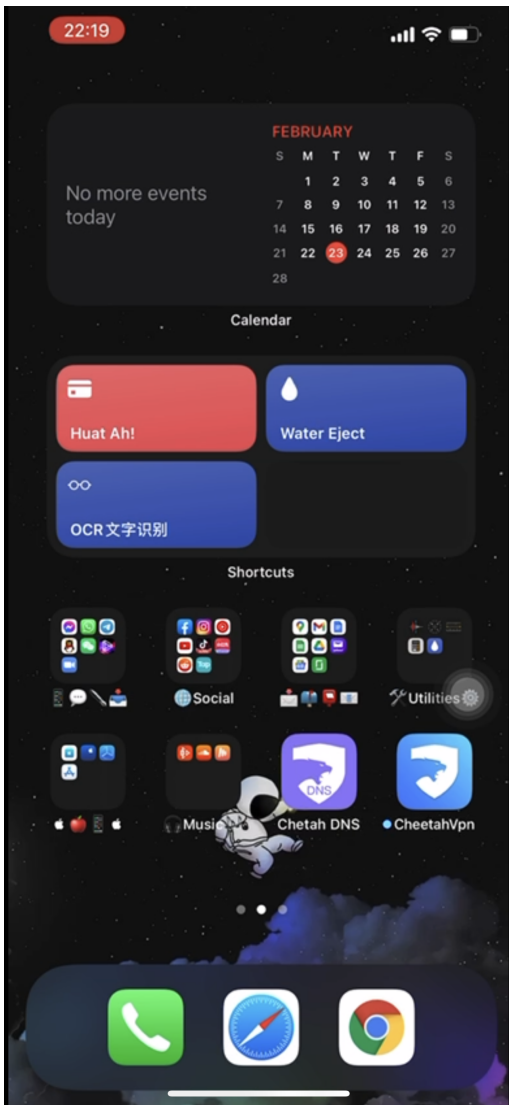 22:19
No more events
today
FEBRUARY
S M T W T F S
1 2 3 4 5 6
7 8 9 10 11 12 13
14 15 16 17 18 19 20
21 22 23 24 25 26 27
28
Calendar
Huat Ah!
Water Eject
OCR文字识别
Shortcuts
Social
Utilities
DNS
Music
Chetah DNS
CheetahVpn